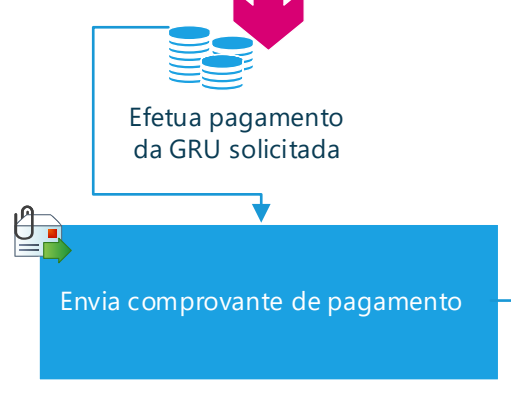 Efetua pagamento
da GRU solicitada
Envia comprovante de pagamento